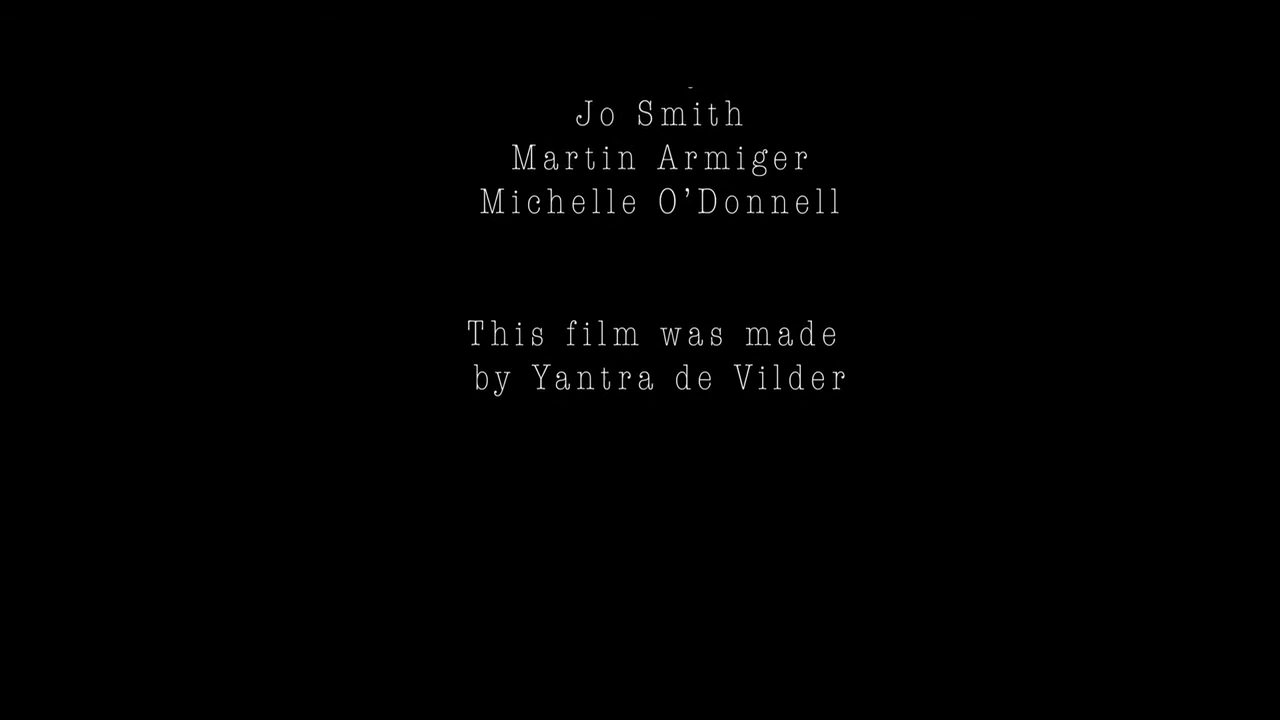 Jo Smith
Martin Armiger
Michelle O’Donnell
This film was made
by Yantra de Vilder